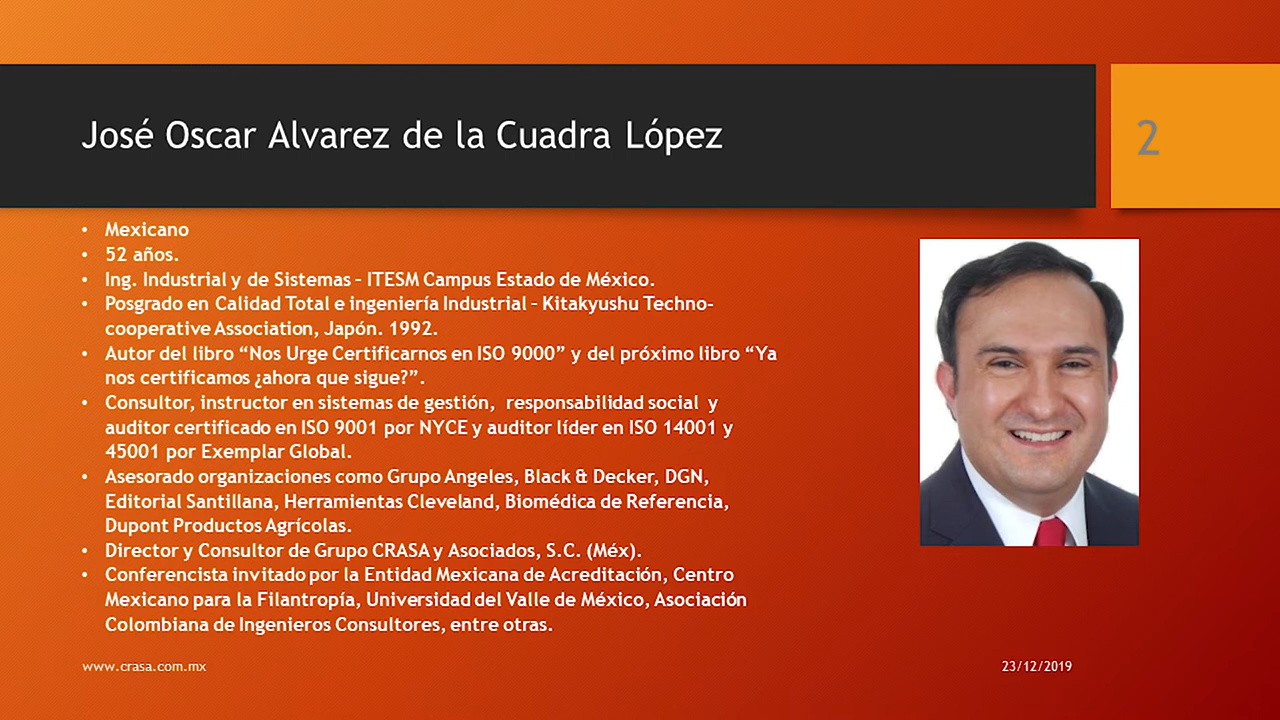 José Oscar Alvarez de la Cuadra López
2
• Mexicano
• 52 años.
• Ing. Industrial y de Sistemas – ITESM Campus Estado de México.
• Posgrado en Calidad Total e ingeniería Industrial – Kitakyushu Techno-
cooperative Association, Japón. 1992.
• Autor del libro “Nos Urge Certificarnos en ISO 9000” y del próximo libro “Ya
nos certificamos ¿ahora que sigue?”.
• Consultor, instructor en sistemas de gestión, responsabilidad social y
auditor certificado en ISO 9001 por NYCE y auditor líder en ISO 14001 y
45001 por Exemplar Global.
• Asesorado organizaciones como Grupo Angeles, Black & Decker, DGN,
Editorial Santillana, Herramientas Cleveland, Biomédica de Referencia,
Dupont Productos Agrícolas.
• Director y Consultor de Grupo CRASA y Asociados, S.C. (Méx).
• Conferencista invitado por la Entidad Mexicana de Acreditación, Centro
Mexicano para la Filantropía, Universidad del Valle de México, Asociación
Colombiana de Ingenieros Consultores, entre otras.
www.crasa.com.mx
23/12/2019